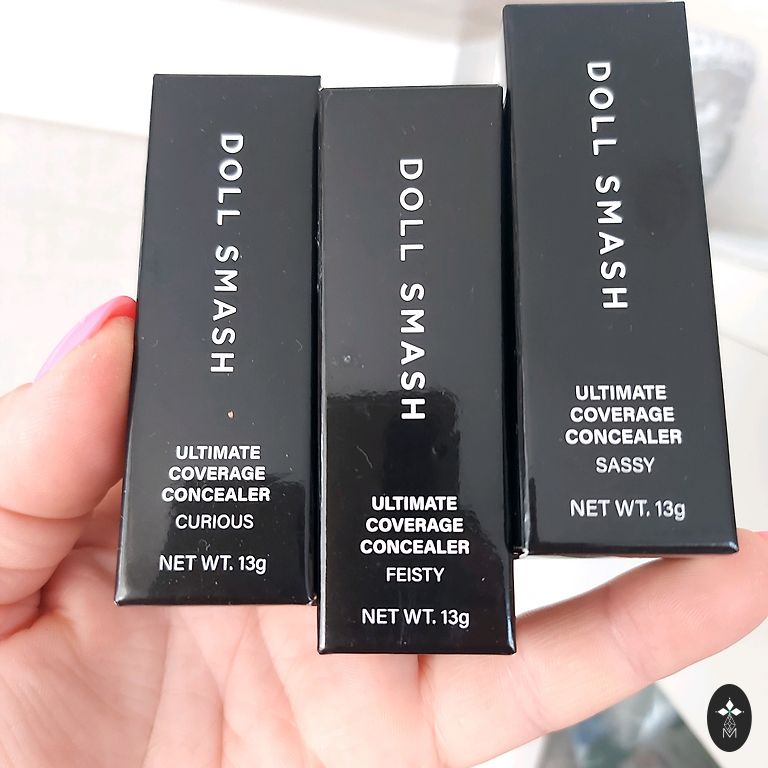 DOLL SMASH
ULTIMATE
COVERAGE
CONCEALER
CURIOUS
NET WT. 13g
DOLL SMASH
ULTIMATE
COVERAGE
CONCEALER
FEISTY
NET WT. 13g
DOLL SMASH
ULTIMATE
COVERAGE
CONCEALER
SASSY
NET WT. 13g
M